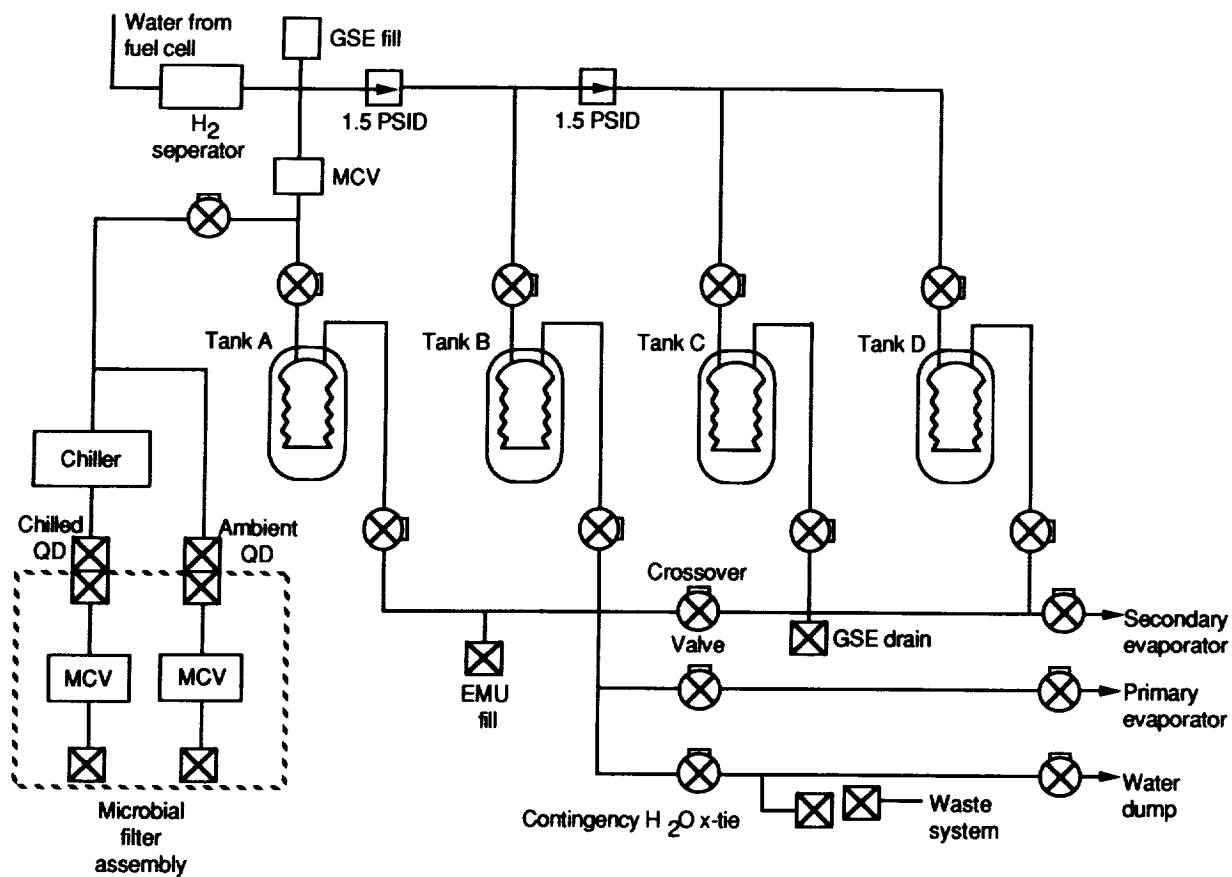 Water from
fuel cell
GSE fill
H2
seperator
1.5 PSID
1.5 PSID
MCV
Tank A
Tank B
Tank C
Tank D
Chiller
Chilled
QD
Ambient
QD
MCV
MCV
Microbial
filter
assembly
EMU
fill
Crossover
Valve
GSE drain
Secondary
evaporator
Primary
evaporator
Contingency H2O x-tie
Waste
system
Water
dump